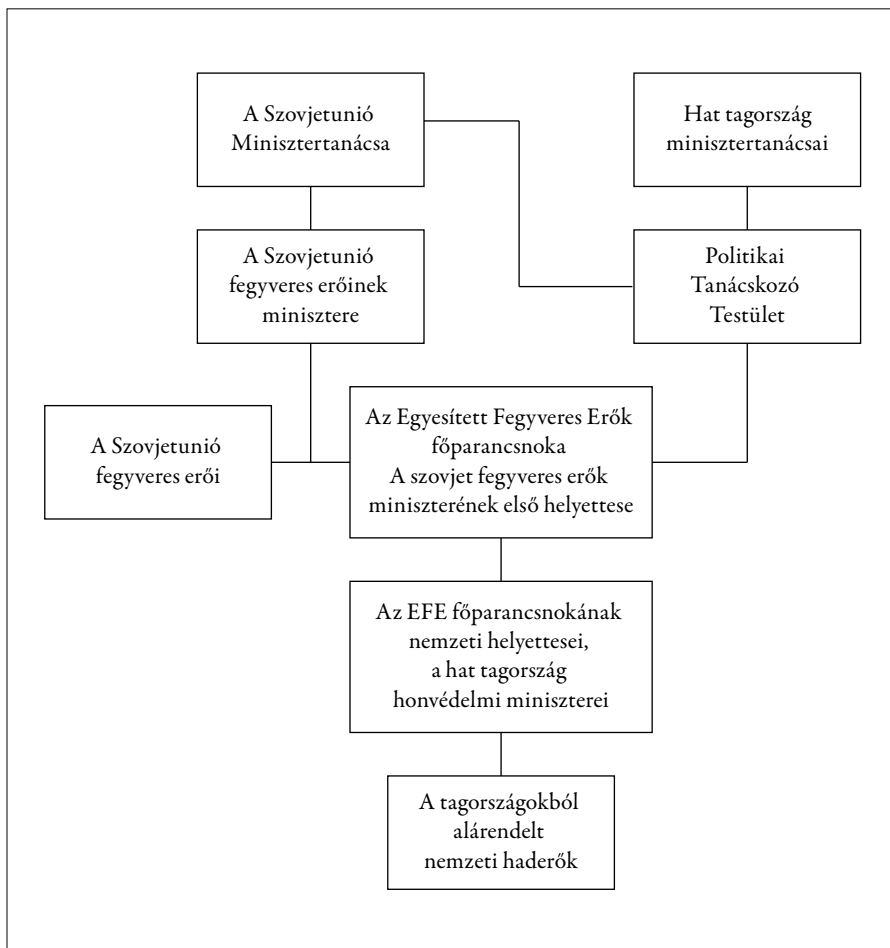 A Szovjetunió
Minisztertanácsa
Hat tagország
minisztertanácsai
A Szovjetunió
fegyveres erőinek
minisztere
Politikai
Tanácskozó
Testület
A Szovjetunió
fegyveres erői
Az Egyesített Fegyveres Erők
főparancsnoka
A szovjet fegyveres erők
miniszterének első helyettese
Az EFE főparancsnokának
nemzeti helyettesei,
a hat tagország
honvédelmi miniszterei
A tagországokból
alárendelt
nemzeti haderők